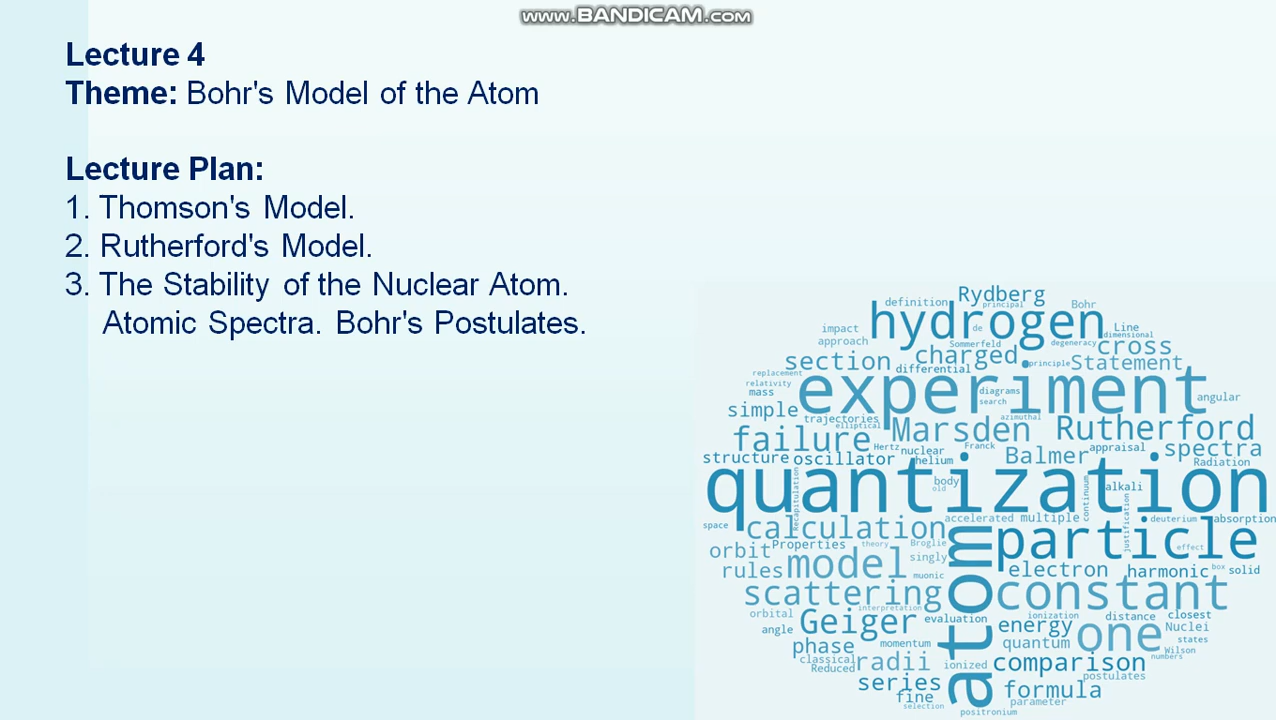 www.BANDICAM.com
Lecture 4
Theme: Bohr's Model of the Atom
Lecture Plan:
1. Thomson's Model.
2. Rutherford's Model.
3. The Stability of the Nuclear Atom.
Atomic Spectra. Bohr's Postulates.
Rydberg
definition
principal
Bohr
hydrogen
de
impact
Line
dimensional
approach
Sommerfeld
degeneracy
cross
section
charged
differential
principle
Statement
replacement
relativity
experiment
mass
diagrams
search
angular
simple
trajectories
elliptical
azimuthal
Marsden
Rutherford
failure
Hertz
nuclear
Franck
appraisal
spectra
structure
oscillator
helium
Balmer
Radiation
quantization
body
old
continuum
alkali
Recapitulation
justification
space
calculation
accelerated
multiple
deuterium
absorption
orbit
Properties
theory
Broglie
atom
particle
effect
rules
model
singly
muonic
electron
harmonic
box
solid
scattering
constant
interpretation
orbital
Geiger
evaluation
ionization
distance
closest
angle
energy
one
Nuclei
phase
momentum
quantum
states
Wilson
classical
Reduced
radii
ionized
comparison
numbers
series
postulates
fine
formula
selection
parameter
positronium